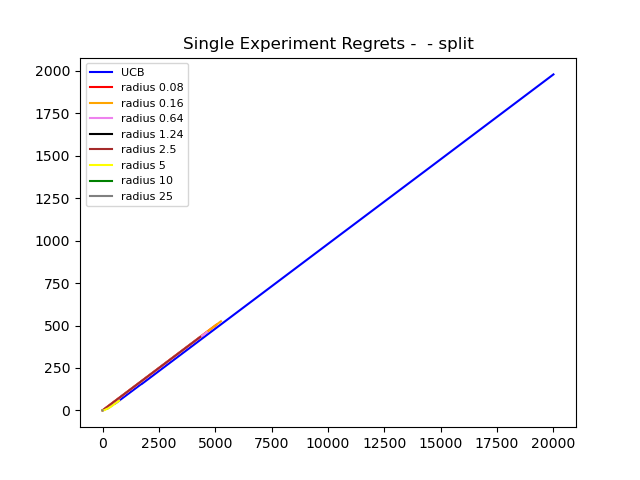 Single Experiment Regrets -  - split
2000
1750
1500
1250
1000
750
500
250
0
UCB
radius 0.08
radius 0.16
radius 0.64
radius 1.24
radius 2.5
radius 5
radius 10
radius 25
0 2500 5000 7500 10000 12500 15000 17500 20000